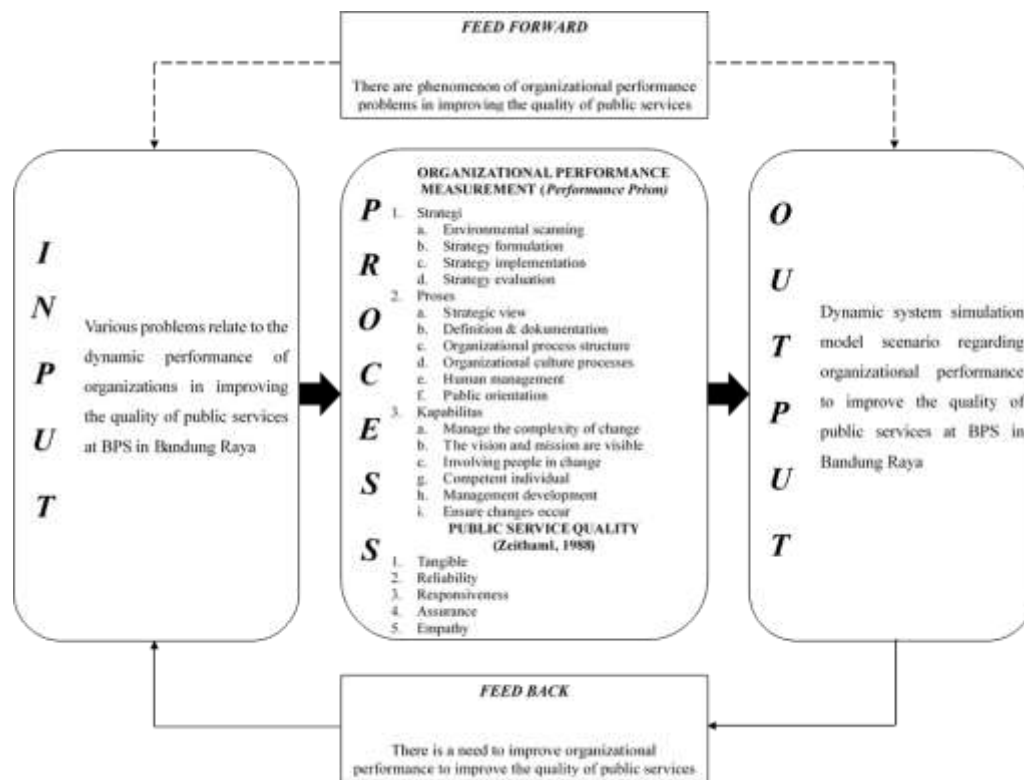 FEED FORWARD
There are phenomenon of organizational performance
problems in improving the quality of public services
I
N
P
U
T
Various problems relate to the
dynamic performance of
organizations in improving
the quality of public services
at BPS in Bandung Raya
P
R
O
C
E
S
S
ORGANIZATIONAL PERFORMANCE
MEASUREMENT (Performance Prism)
1. Strategi
a. Environmental scanning
b. Strategy formulation
c. Strategy implementation
d. Strategy evaluation
2. Proses
a. Strategic view
b. Definition & dokumentation
c. Organizational process structure
d. Organizational culture processes
e. Human management
f. Public orientation
3. Kapabilitas
a. Manage the complexity of change
b. The vision and mission are visible
c. Involving people in change
g. Competent individual
h. Management development
i. Ensure changes occur
PUBLIC SERVICE QUALITY
(Zeithaml, 1988)
1. Tangible
2. Reliability
3. Responsiveness
4. Assurance
5. Empathy
O
U
T
P
U
T
Dynamic system simulation
model scenario regarding
organizational performance
to improve the quality of
public services at BPS in
Bandung Raya
FEED BACK
There is a need to improve organizational
performance to improve the quality of public services